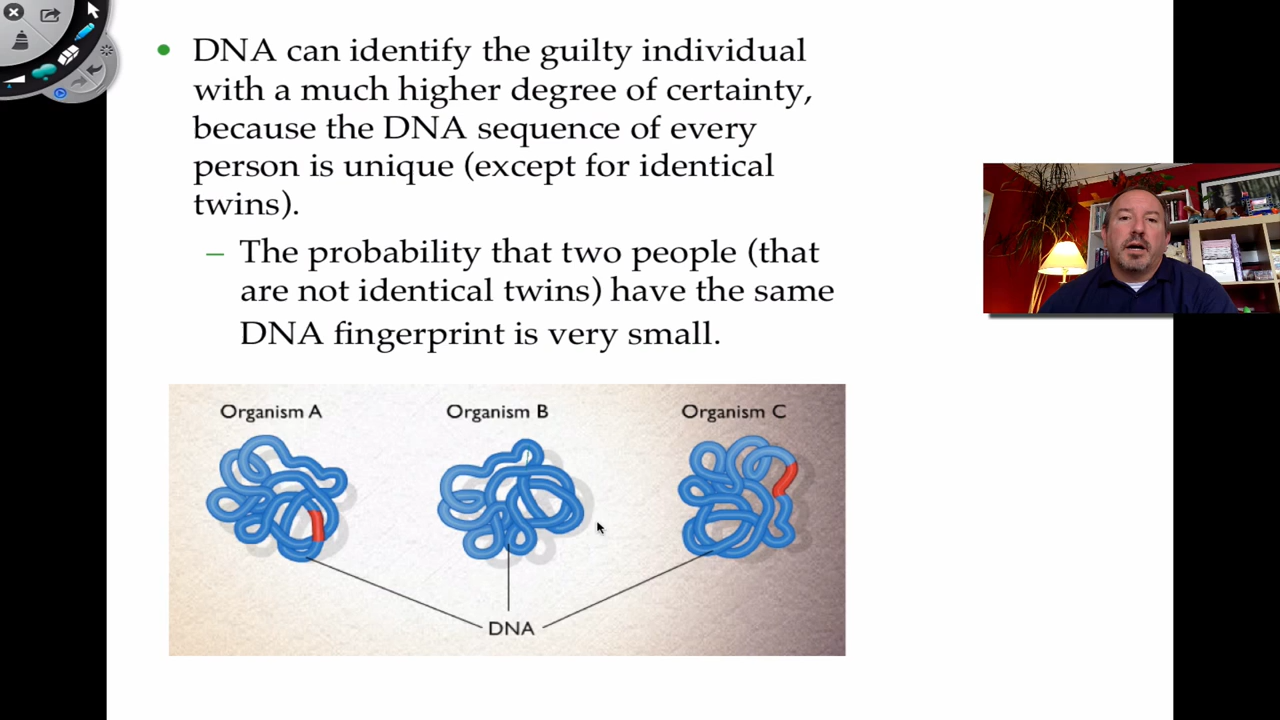 • DNA can identify the guilty individual
with a much higher degree of certainty,
because the DNA sequence of every
person is unique (except for identical
twins).
– The probability that two people (that
are not identical twins) have the same
DNA fingerprint is very small.
Organism A Organism B Organism C
DNA